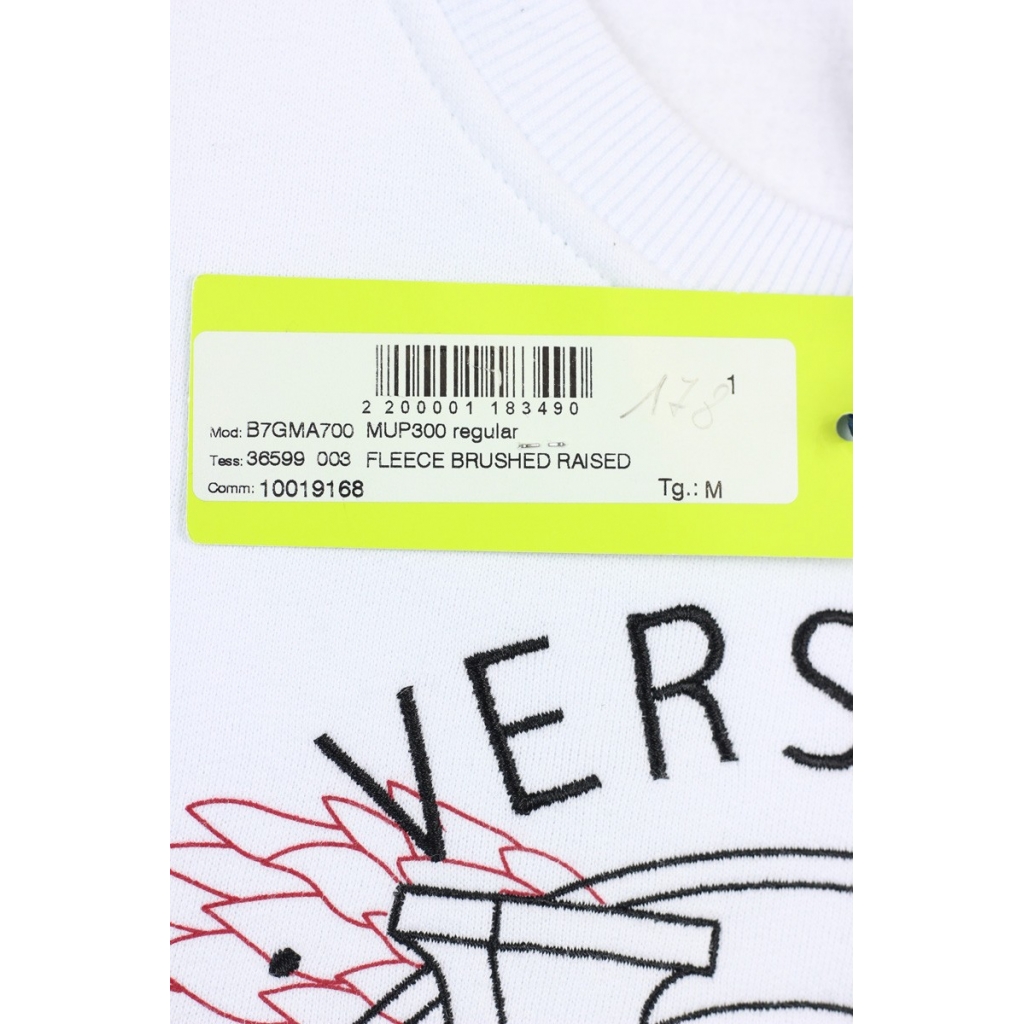 2 200001 183490
178 1
Mod: B7GMA700 MUP300 regular
Tess: 36599 003 FLEECE BRUSHED RAISED
Comm: 10019168 Tg.: M
VERS